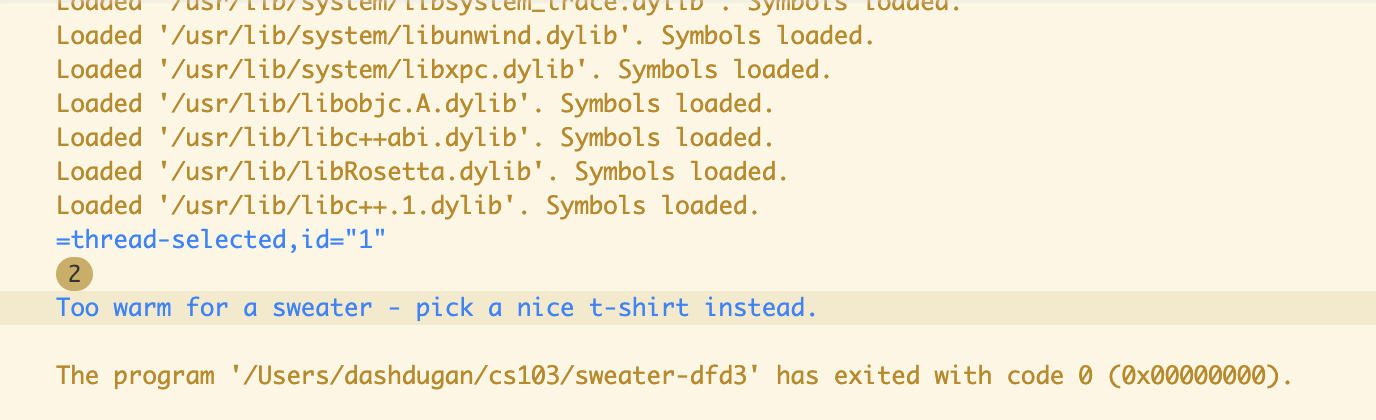 Loaded '/usr/lib/system/libsystem_trace.dylib'. Symbols loaded.
Loaded '/usr/lib/system/libunwind.dylib'. Symbols loaded.
Loaded '/usr/lib/system/libxpc.dylib'. Symbols loaded.
Loaded '/usr/lib/libobjc.A.dylib'. Symbols loaded.
Loaded '/usr/lib/libc++abi.dylib'. Symbols loaded.
Loaded '/usr/lib/libRosetta.dylib'. Symbols loaded.
Loaded '/usr/lib/libc++.1.dylib'. Symbols loaded.
=thread-selected,id="1"
2
Too warm for a sweater - pick a nice t-shirt instead.
The program '/Users/dashdugan/cs103/sweater-dfd3' has exited with code 0 (0x00000000).